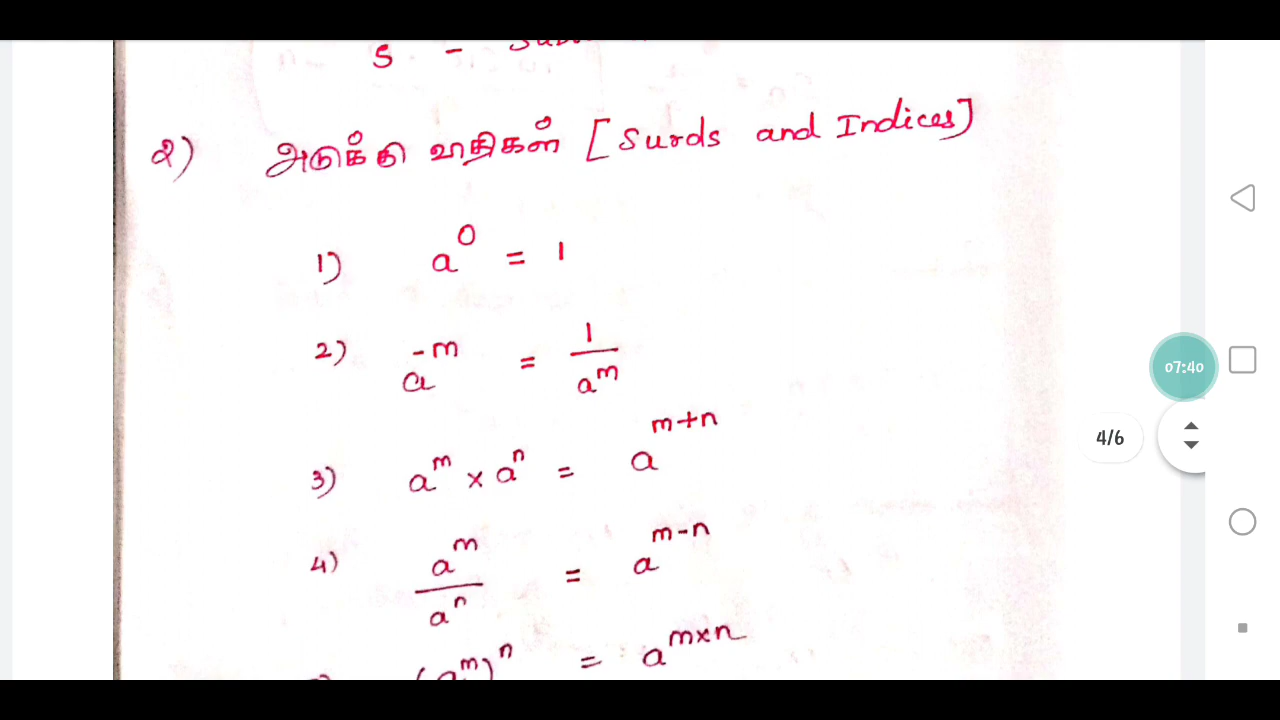 S -
2) அடுக்கு விதிகள் [Surds and Indices]
1) a⁰ = 1
2) a⁻ᵐ = 1/aᵐ
3) aᵐ × aⁿ = aᵐ⁺ⁿ
4) aᵐ/aⁿ = aᵐ⁻ⁿ
(aᵐ)ⁿ = aᵐˣⁿ
07:40
4/6